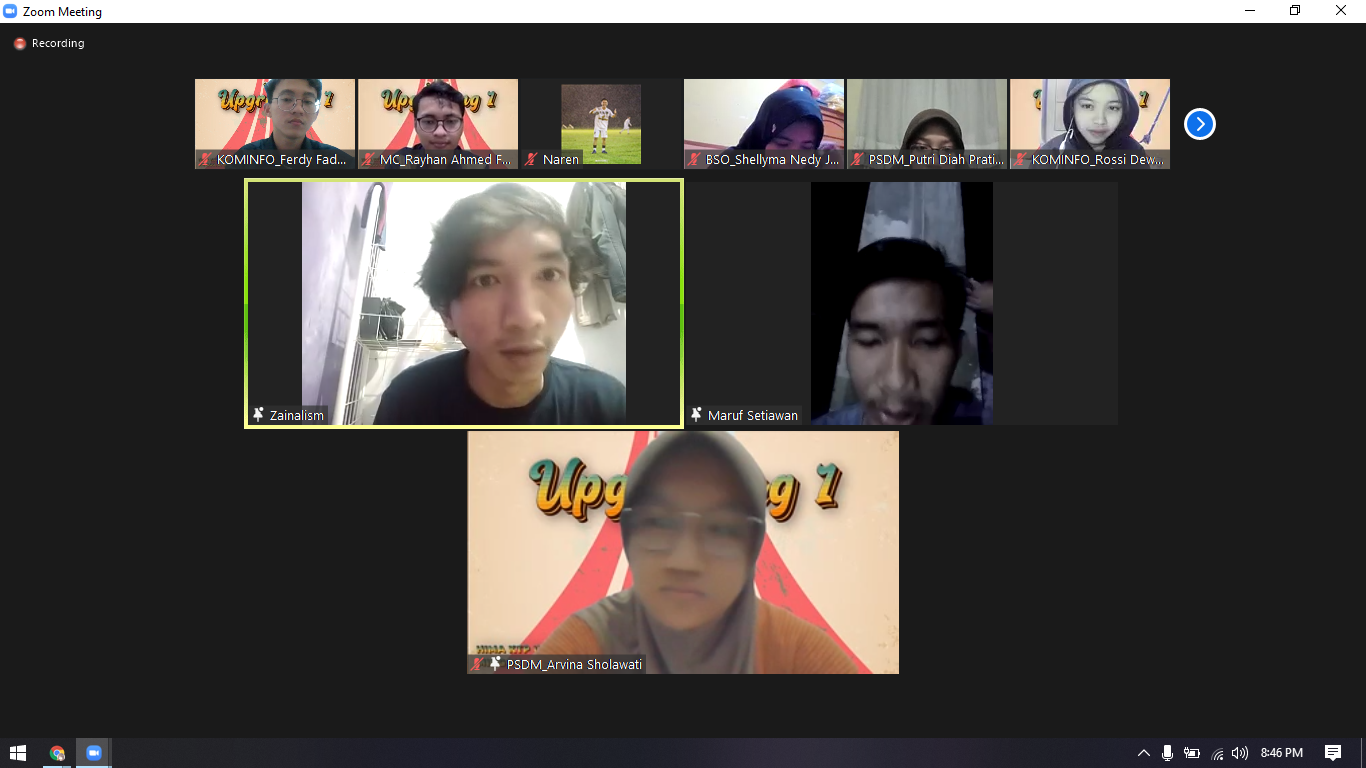 Zoom Meeting
Recording
KOMINFO_Ferdy Fad...
MC_Rayhan Ahmed F...
Naren
BSO_Shellyma Nedy J...
PSDM_Putri Diah Prati...
KOMINFO_Rossi Dew...
Zainalism
Maruf Setiawan
Upg g 1
PSDM_Arvina Sholawati
8:46 PM